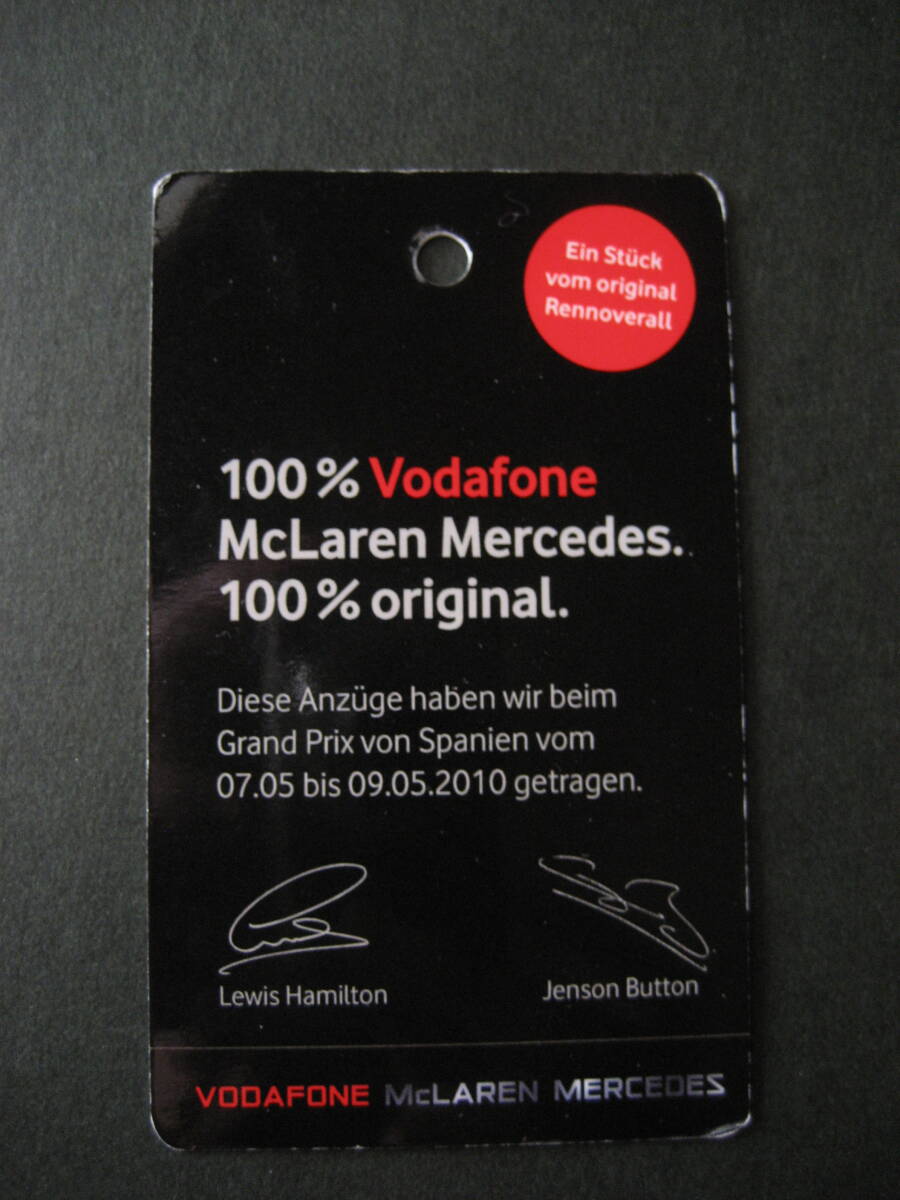 Ein Stück
vom original
Rennoverall
100 % Vodafone
McLaren Mercedes.
100 % original.
Diese Anzüge haben wir beim
Grand Prix von Spanien vom
07.05 bis 09.05.2010 getragen.
Lewis Hamilton
Jenson Button
VODAFONE McLAREN MERCEDES